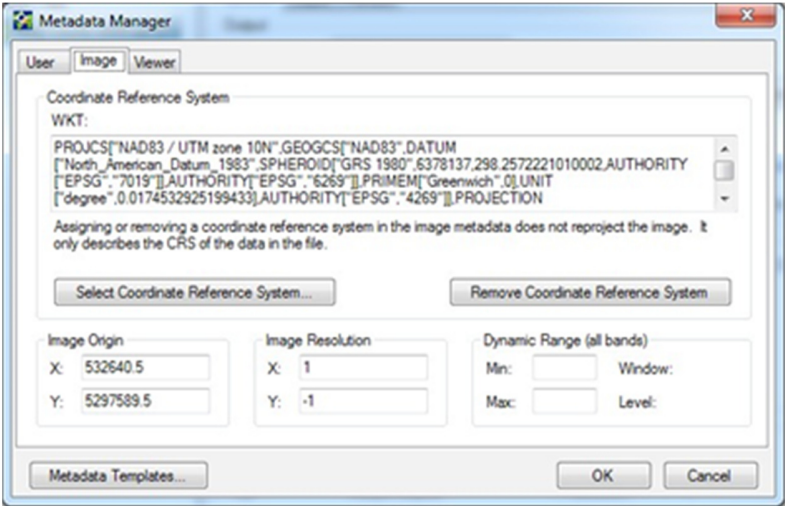 Metadata Manager
User Image Viewer
Coordinate Reference System
WKT:
PROJCS["NAD83 / UTM zone 10N",GEOGCS["NAD83",DATUM
["North_American_Datum_1983",SPHEROID["GRS 1980",6378137,298.2572221010002,AUTHORITY
["EPSG","7019"]],AUTHORITY["EPSG","6269"]],PRIMEM["Greenwich",0],UNIT
["degree",0.0174532925199433],AUTHORITY["EPSG","4269"]],PROJECTION
Assigning or removing a coordinate reference system in the image metadata does not reproject the image. It
only describes the CRS of the data in the file.
Select Coordinate Reference System... Remove Coordinate Reference System
Image Origin Image Resolution Dynamic Range (all bands)
X: 532640.5 X: 1 Min: Window:
Y: 5297589.5 Y: -1 Max: Level:
Metadata Templates... OK Cancel